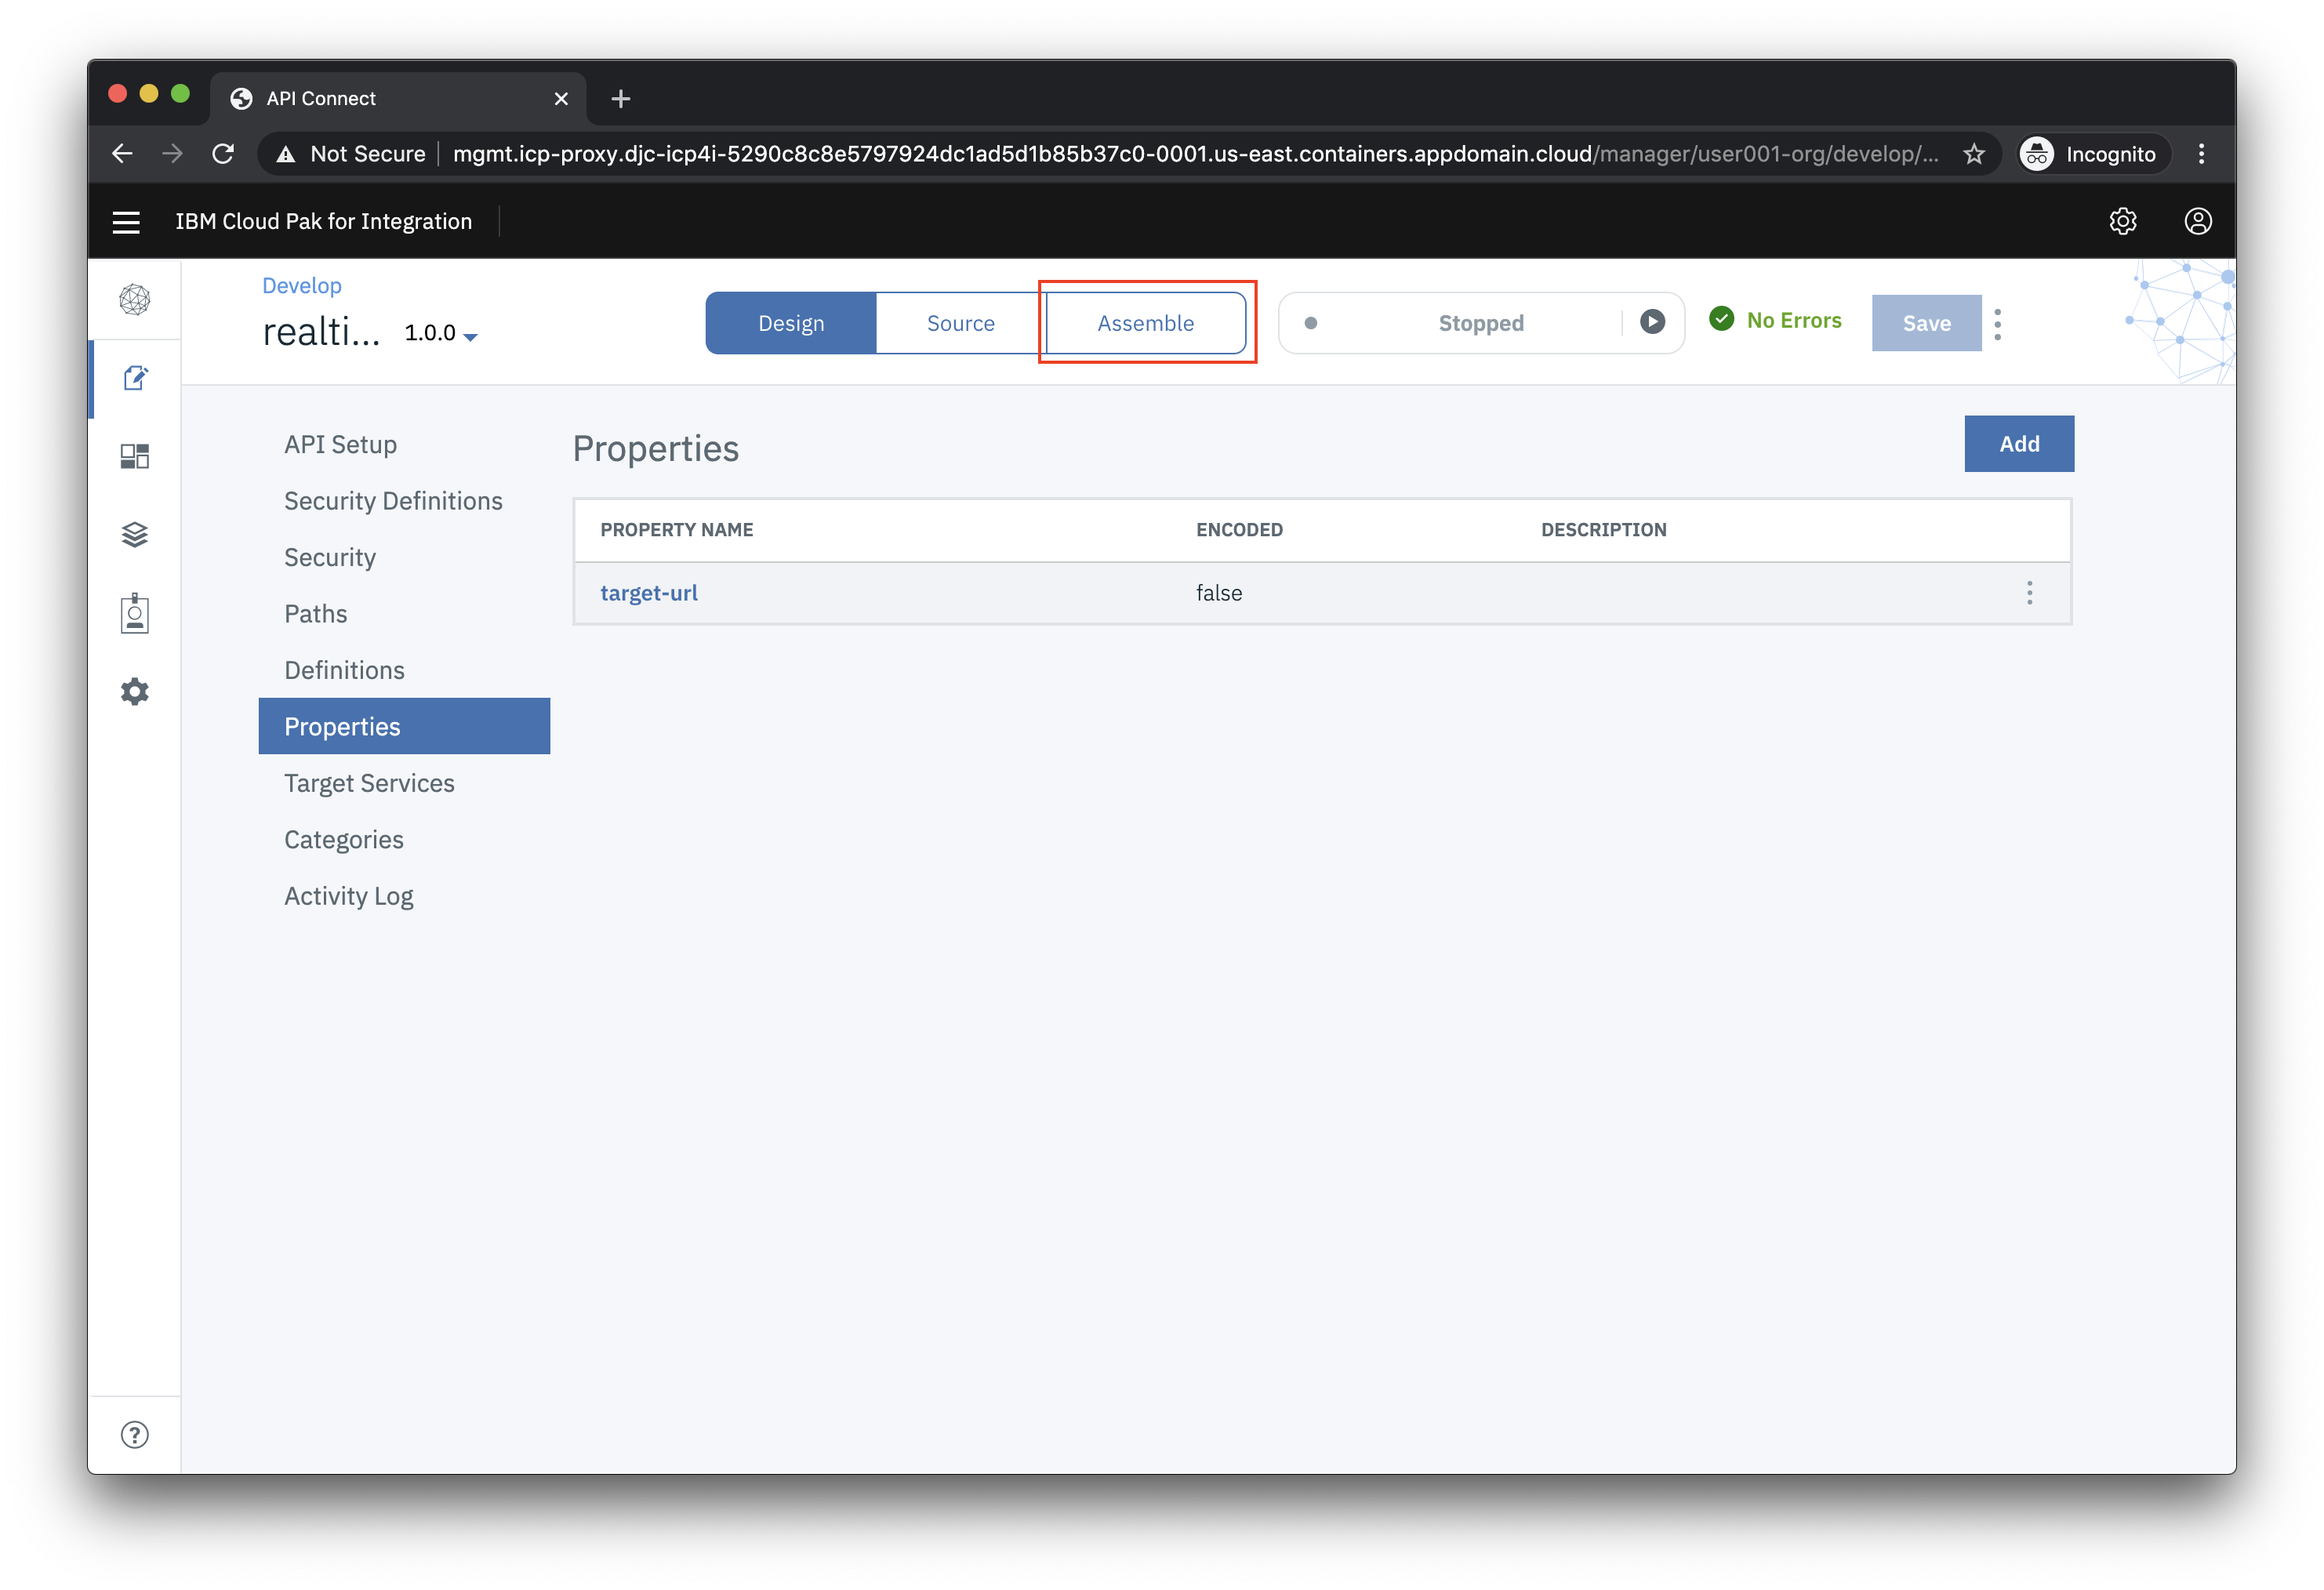 API Connect
Not Secure mgmt.icp-proxy.djc-icp4i-5290c8c8e5797924dc1ad5d1b85b37c0-0001.us-east.containers.appdomain.cloud/manager/user001-org/develop/... Incognito
IBM Cloud Pak for Integration
Develop
realti... 1.0.0
Design Source Assemble Stopped No Errors Save
API Setup
Security Definitions
Security
Paths
Definitions
Properties
Target Services
Categories
Activity Log
Properties Add
PROPERTY NAME ENCODED DESCRIPTION
target-url false